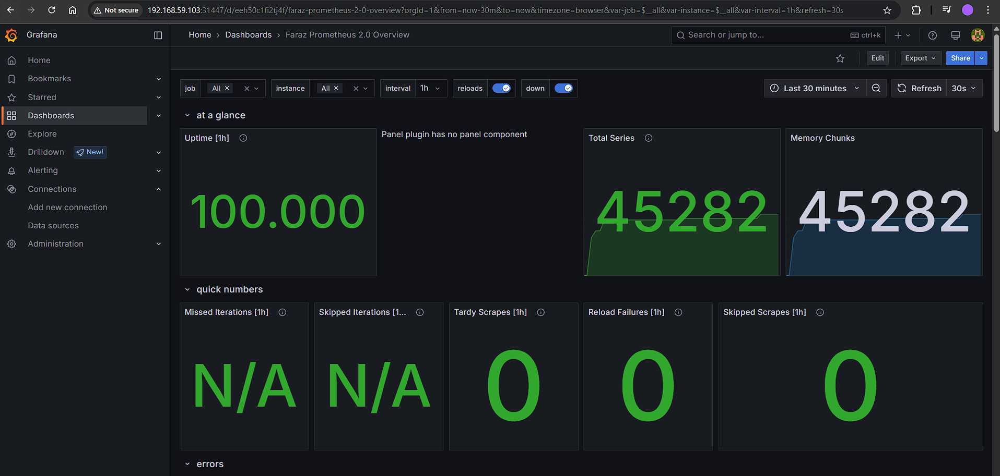 Not secure 192.168.59.103:31447/d/eeh50c1fi2tj4f/faraz-prometheus-2-0-overview?orgId=1&from=now-30m&to=now&timezone=browser&var-job=$__all&var-instance=$__all&var-interval=1h&refresh=30s
Grafana
Home › Dashboards › Faraz Prometheus 2.0 Overview
Search or jump to... ctrl+k
Edit Export Share
Home
Bookmarks
Starred
Dashboards
Explore
Drilldown New!
Alerting
Connections
Add new connection
Data sources
Administration
job All instance All interval 1h reloads down Last 30 minutes Refresh 30s
at a glance
Uptime [1h]
100.000
Panel plugin has no panel component
Total Series
45282
Memory Chunks
45282
quick numbers
Missed Iterations [1h]
N/A
Skipped Iterations [1...
N/A
Tardy Scrapes [1h]
0
Reload Failures [1h]
0
Skipped Scrapes [1h]
0
errors